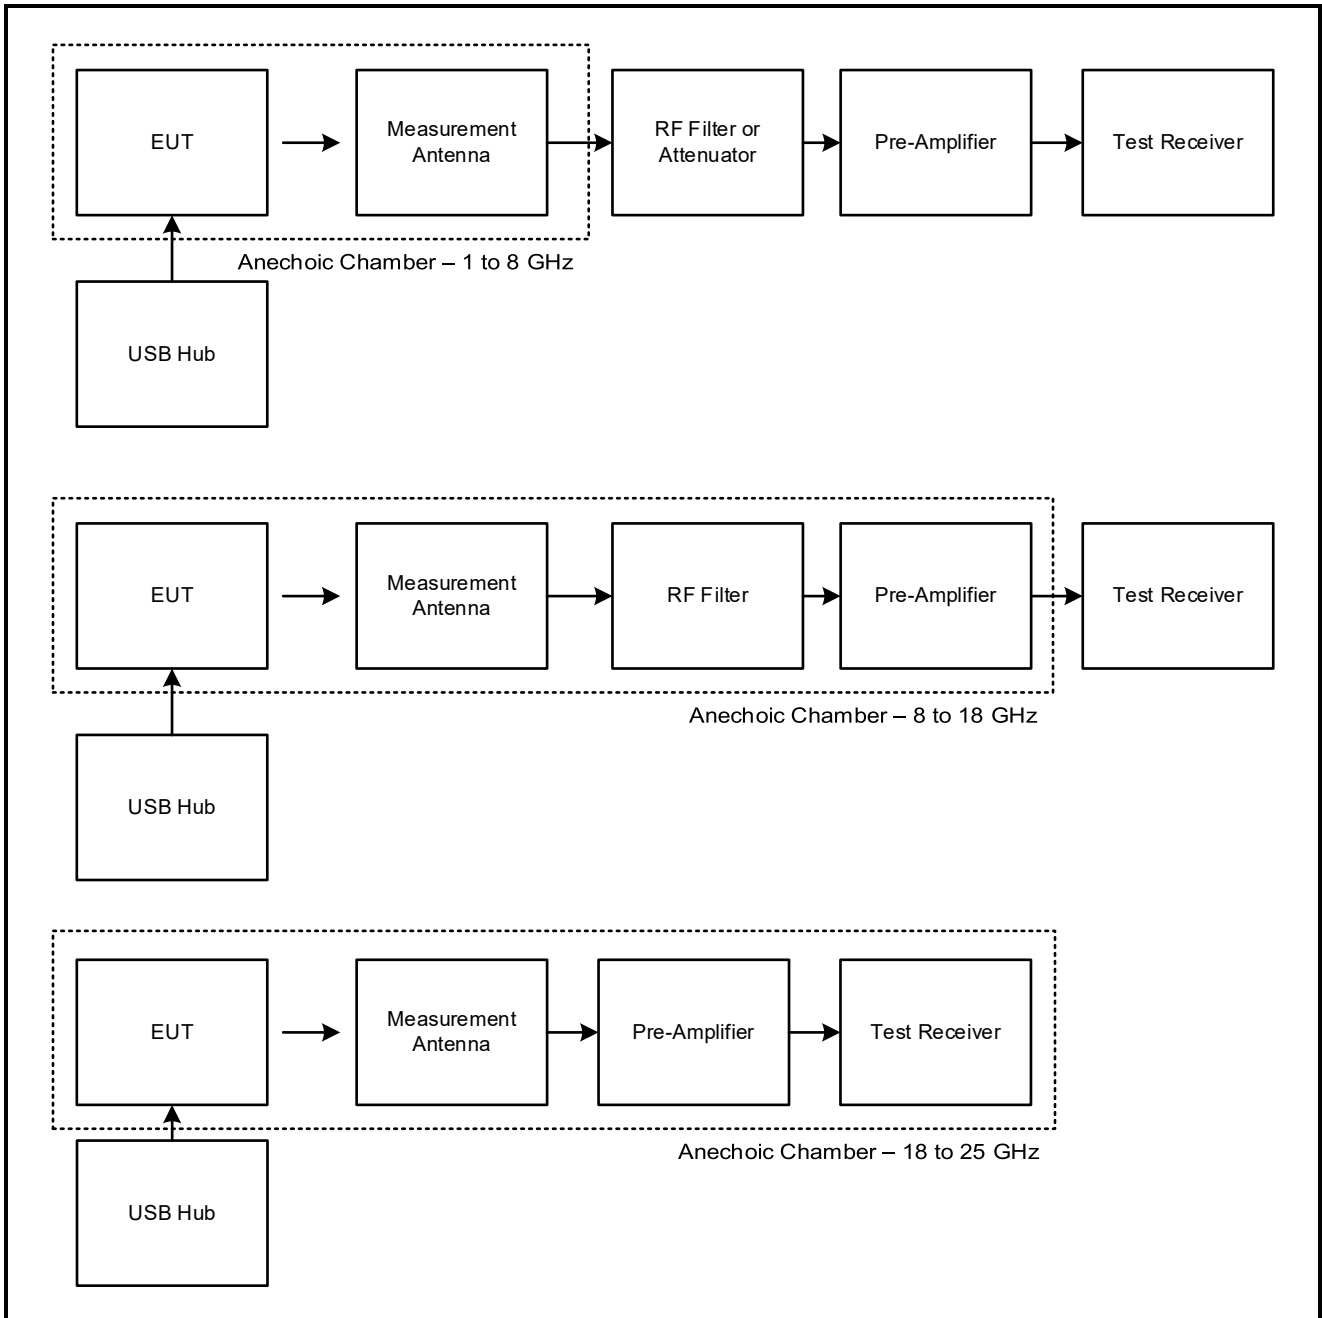 EUT
Measurement
Antenna
RF Filter or
Attenuator
Pre-Amplifier
Test Receiver
Anechoic Chamber – 1 to 8 GHz
USB Hub
EUT
Measurement
Antenna
RF Filter
Pre-Amplifier
Test Receiver
Anechoic Chamber – 8 to 18 GHz
USB Hub
EUT
Measurement
Antenna
Pre-Amplifier
Test Receiver
Anechoic Chamber – 18 to 25 GHz
USB Hub